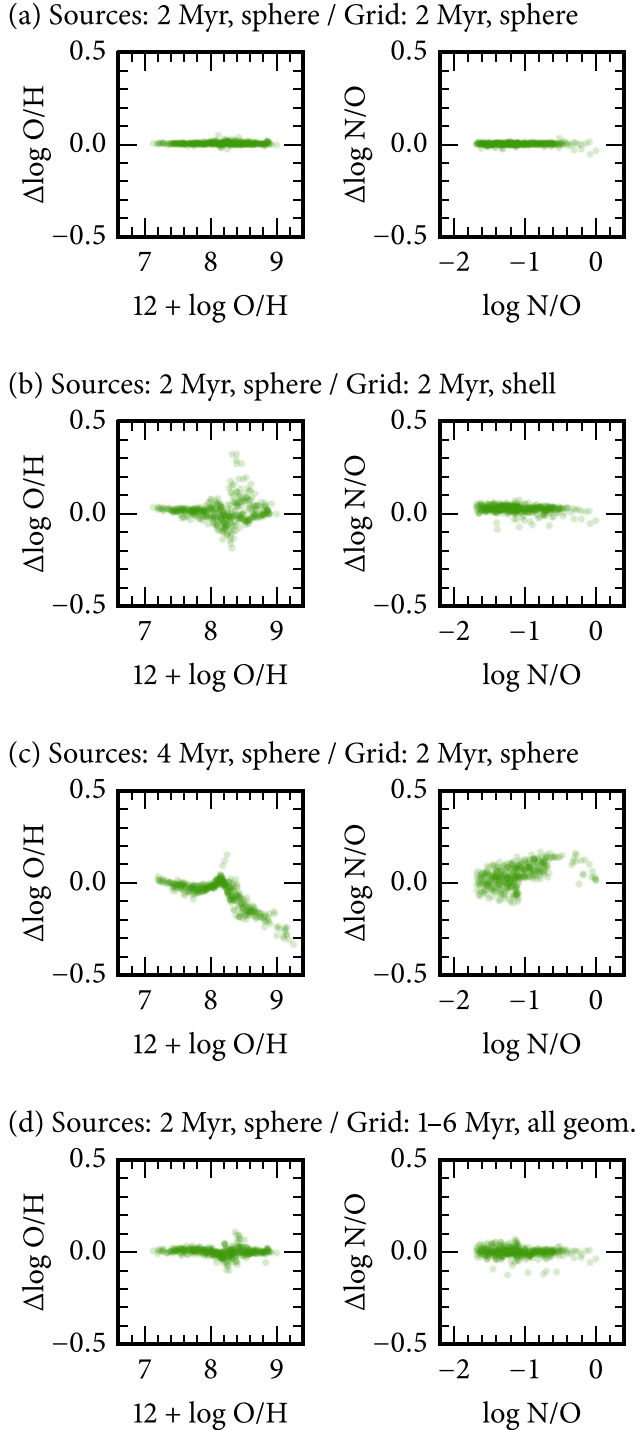 (a) Sources: 2 Myr, sphere / Grid: 2 Myr, sphere
0.5
0.0
−0.5
Δlog O/H
7 8 9
12 + log O/H
0.5
0.0
−0.5
Δlog N/O
−2 −1 0
log N/O
(b) Sources: 2 Myr, sphere / Grid: 2 Myr, shell
0.5
0.0
−0.5
Δlog O/H
7 8 9
12 + log O/H
0.5
0.0
−0.5
Δlog N/O
−2 −1 0
log N/O
(c) Sources: 4 Myr, sphere / Grid: 2 Myr, sphere
0.5
0.0
−0.5
Δlog O/H
7 8 9
12 + log O/H
0.5
0.0
−0.5
Δlog N/O
−2 −1 0
log N/O
(d) Sources: 2 Myr, sphere / Grid: 1–6 Myr, all geom.
0.5
0.0
−0.5
Δlog O/H
7 8 9
12 + log O/H
0.5
0.0
−0.5
Δlog N/O
−2 −1 0
log N/O